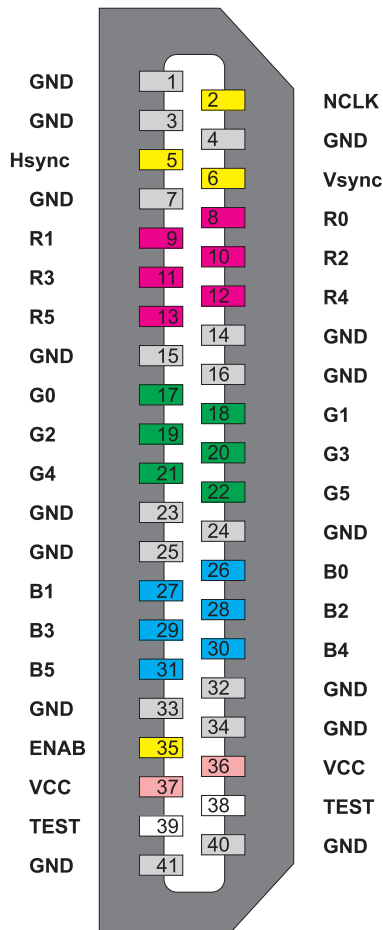 GND 1
2 NCLK
GND 3
4 GND
Hsync 5
6 Vsync
GND 7
8 R0
R1 9
10 R2
R3 11
12 R4
R5 13
14 GND
GND 15
16 GND
G0 17
18 G1
G2 19
20 G3
G4 21
22 G5
GND 23
24 GND
GND 25
26 B0
B1 27
28 B2
B3 29
30 B4
B5 31
32 GND
GND 33
34 GND
ENAB 35
36 VCC
VCC 37
38 TEST
TEST 39
40 GND
GND 41